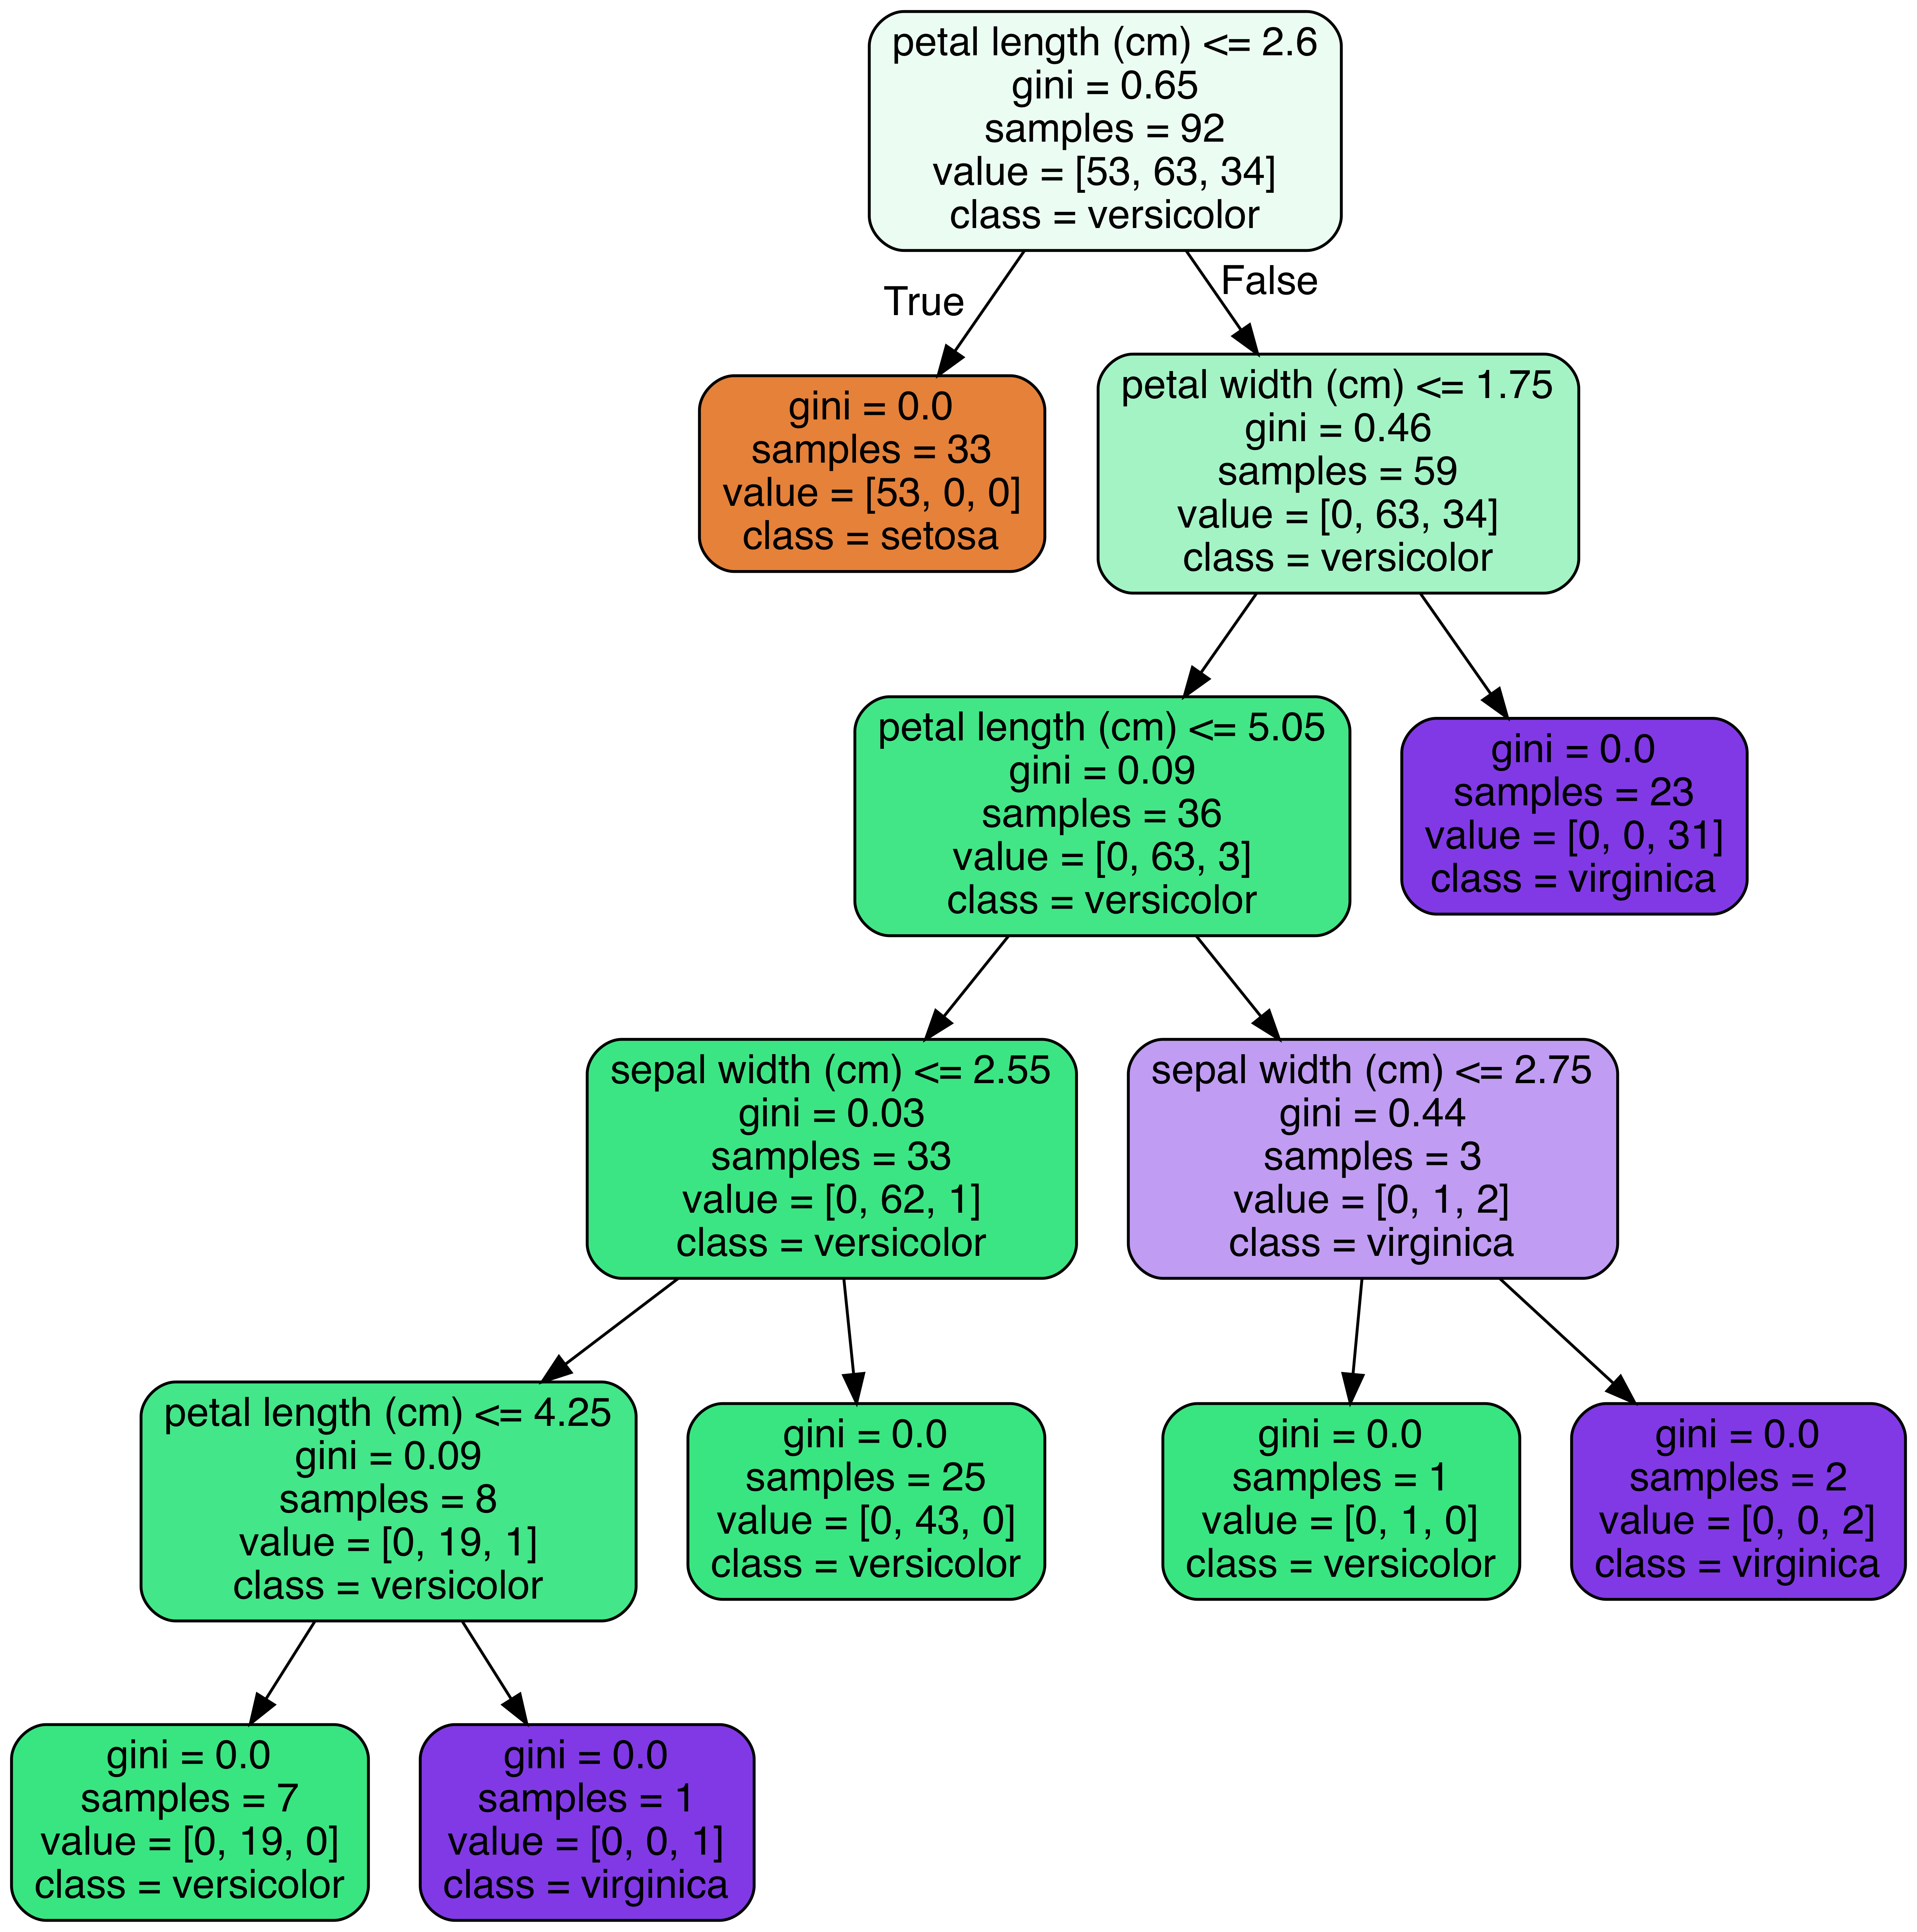 petal length (cm) <= 2.6
gini = 0.65
samples = 92
value = [53, 63, 34]
class = versicolor
True
False
gini = 0.0
samples = 33
value = [53, 0, 0]
class = setosa
petal width (cm) <= 1.75
gini = 0.46
samples = 59
value = [0, 63, 34]
class = versicolor
petal length (cm) <= 5.05
gini = 0.09
samples = 36
value = [0, 63, 3]
class = versicolor
gini = 0.0
samples = 23
value = [0, 0, 31]
class = virginica
sepal width (cm) <= 2.55
gini = 0.03
samples = 33
value = [0, 62, 1]
class = versicolor
sepal width (cm) <= 2.75
gini = 0.44
samples = 3
value = [0, 1, 2]
class = virginica
petal length (cm) <= 4.25
gini = 0.09
samples = 8
value = [0, 19, 1]
class = versicolor
gini = 0.0
samples = 25
value = [0, 43, 0]
class = versicolor
gini = 0.0
samples = 1
value = [0, 1, 0]
class = versicolor
gini = 0.0
samples = 2
value = [0, 0, 2]
class = virginica
gini = 0.0
samples = 7
value = [0, 19, 0]
class = versicolor
gini = 0.0
samples = 1
value = [0, 0, 1]
class = virginica